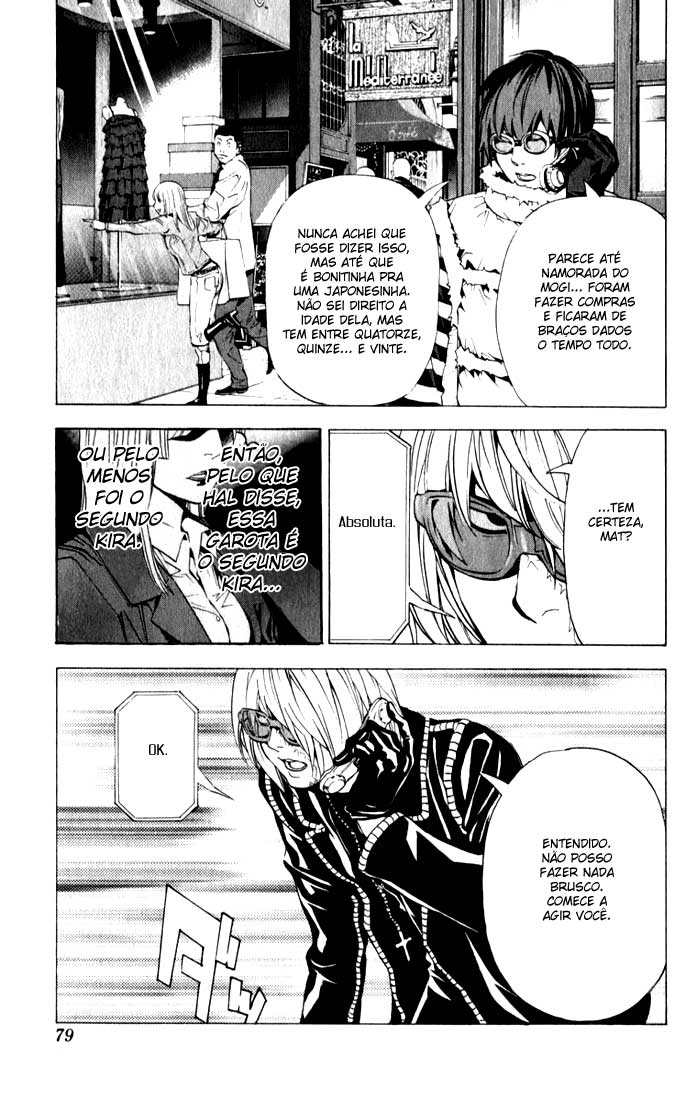 la
Méditerranée
PARECE ATÉ
NAMORADA DO
MOGI... FORAM
FAZER COMPRAS
E FICARAM DE
BRAÇOS DADOS
O TEMPO TODO.
NUNCA ACHEI QUE
FOSSE DIZER ISSO,
MAS ATÉ QUE
É BONITINHA PRA
UMA JAPONESINHA.
NÃO SEI DIREITO A
IDADE DELA, MAS
TEM ENTRE QUATORZE,
QUINZE... E VINTE.
...TEM
CERTEZA,
MAT?
Absoluta.
ENTÃO,
PELO QUE
HAL DISSE,
ESSA
GAROTA É
O SEGUNDO
KIRA...
OU PELO
MENOS
FOI O
SEGUNDO
KIRA.
OK.
ENTENDIDO.
NÃO POSSO
FAZER NADA
BRUSCO.
COMECE A
AGIR VOCÊ.
79